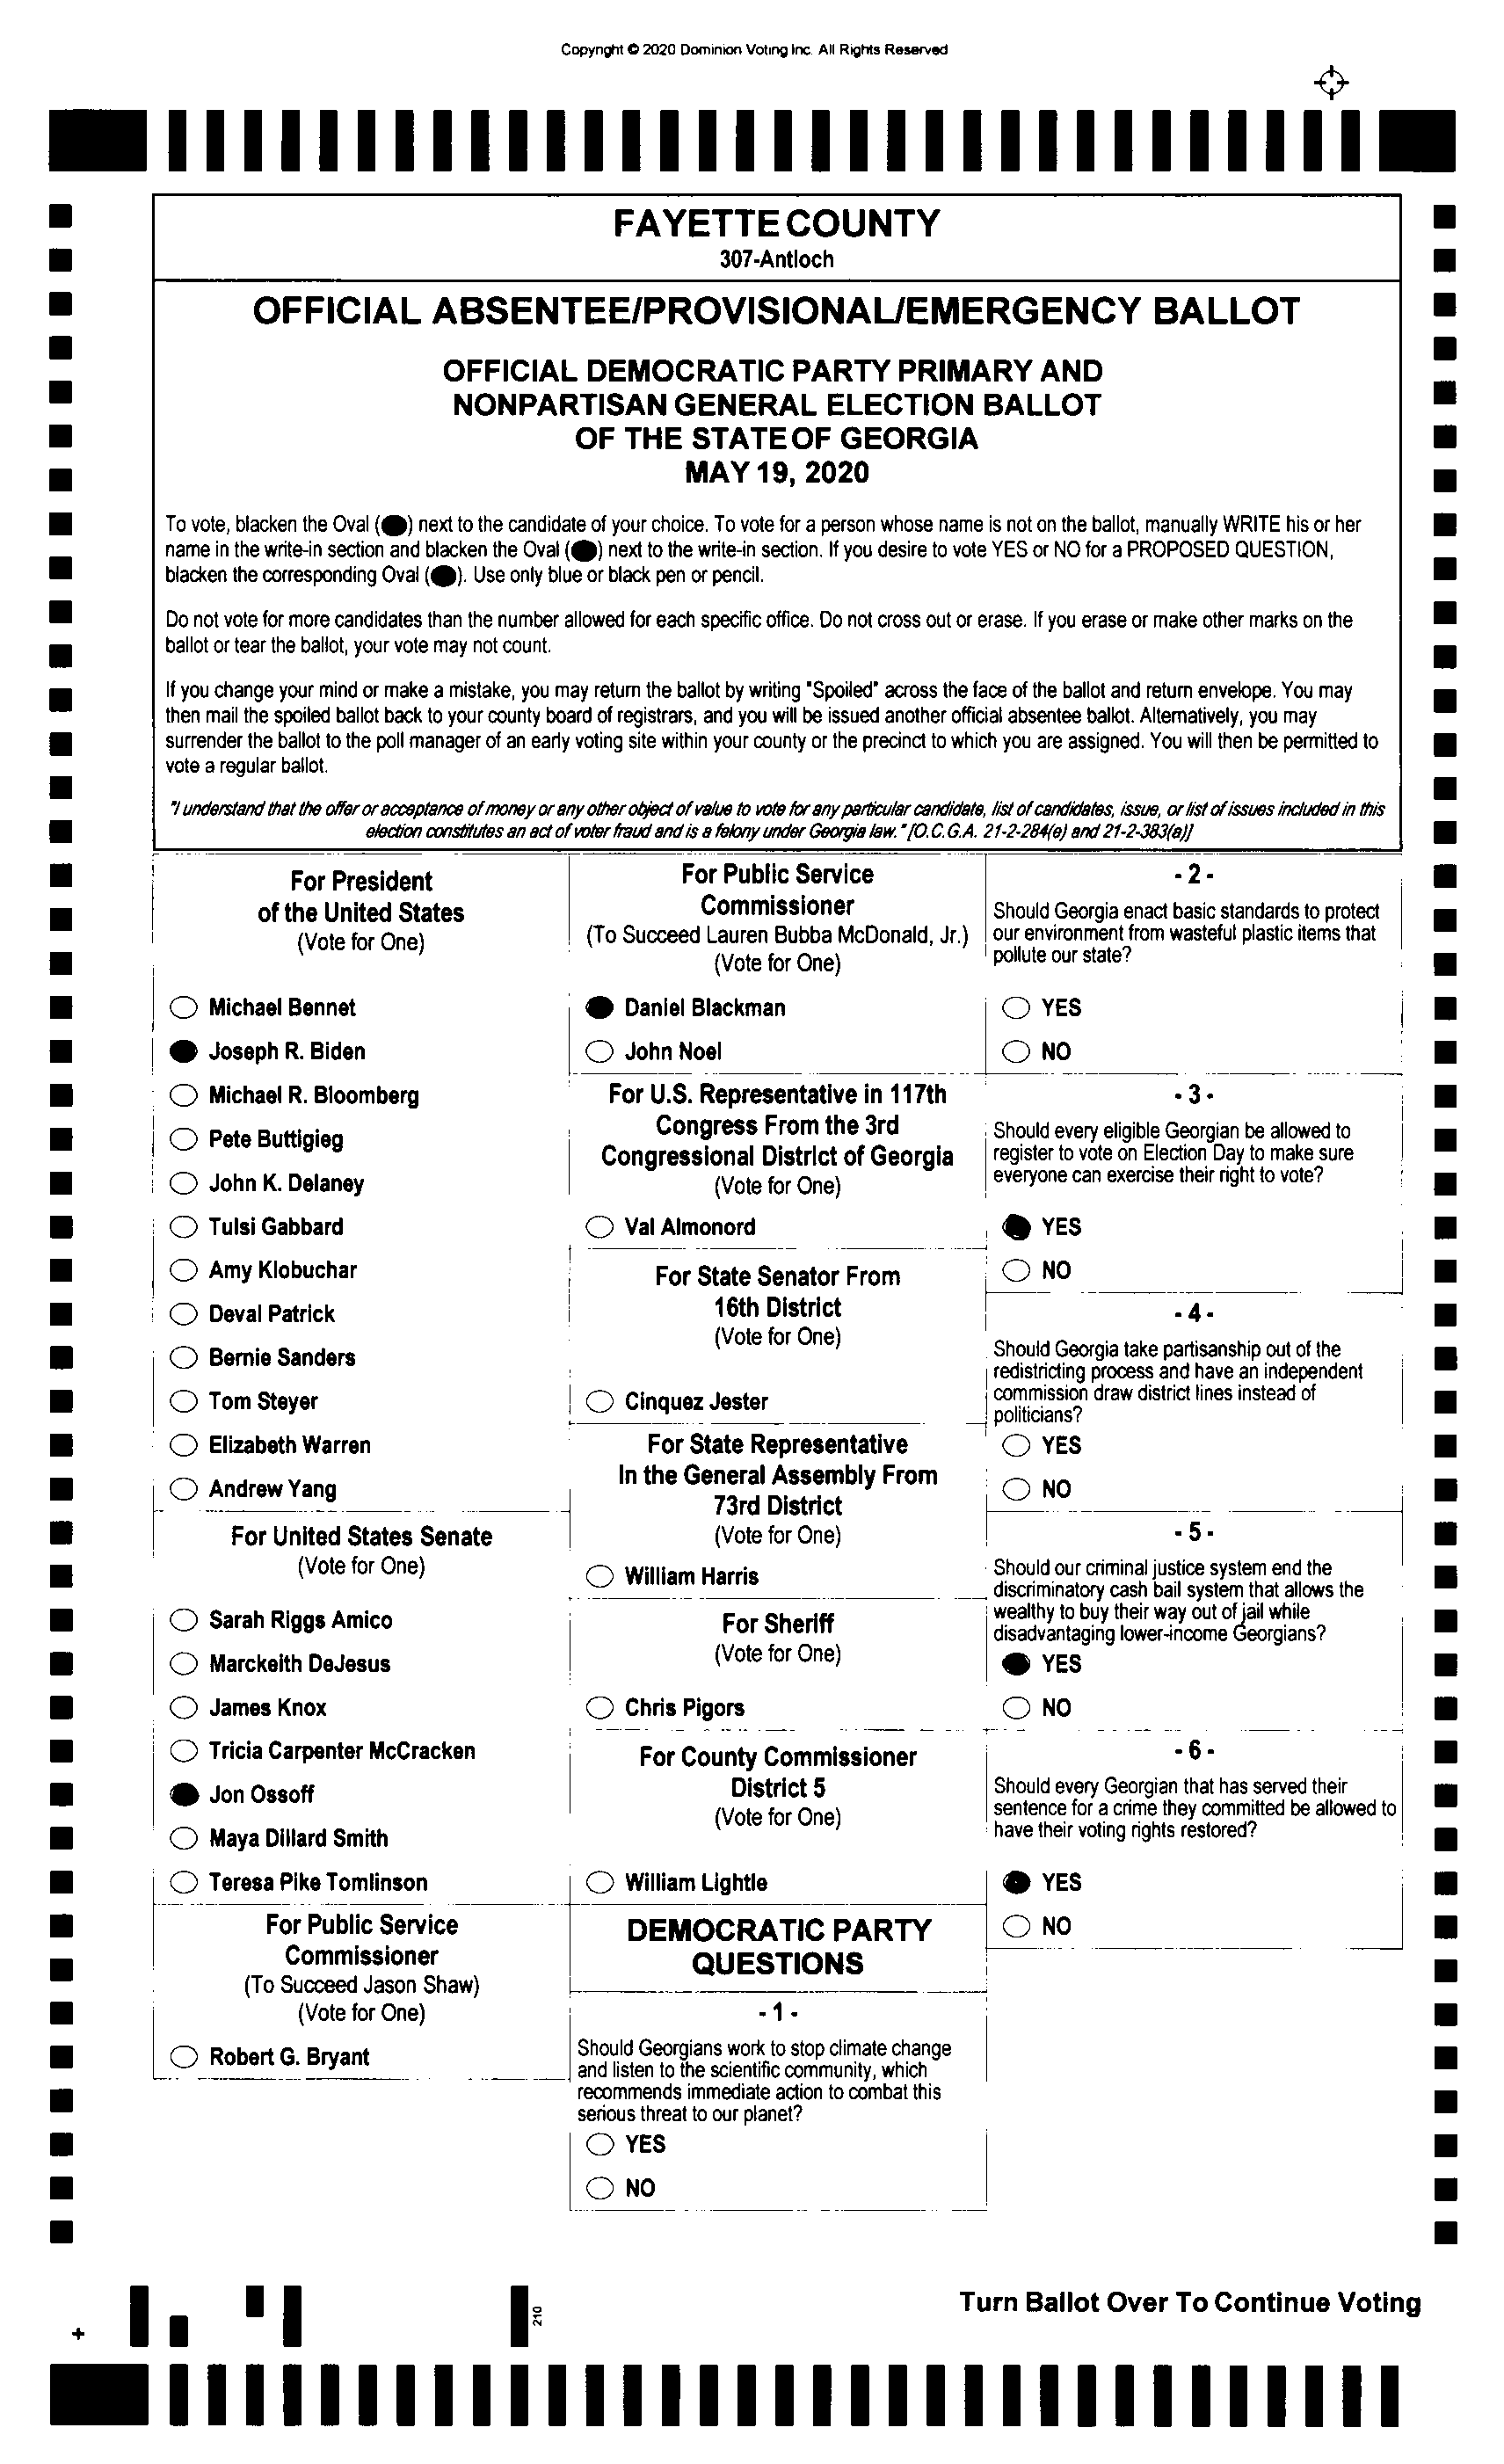 Copyright © 2020 Dominion Voting Inc. All Rights Reserved
FAYETTE COUNTY
307-Antioch
OFFICIAL ABSENTEE/PROVISIONAL/EMERGENCY BALLOT
OFFICIAL DEMOCRATIC PARTY PRIMARY AND
NONPARTISAN GENERAL ELECTION BALLOT
OF THE STATE OF GEORGIA
MAY 19, 2020
To vote, blacken the Oval (●) next to the candidate of your choice. To vote for a person whose name is not on the ballot, manually WRITE his or her
name in the write-in section and blacken the Oval (●) next to the write-in section. If you desire to vote YES or NO for a PROPOSED QUESTION,
blacken the corresponding Oval (●). Use only blue or black pen or pencil.
Do not vote for more candidates than the number allowed for each specific office. Do not cross out or erase. If you erase or make other marks on the
ballot or tear the ballot, your vote may not count.
If you change your mind or make a mistake, you may return the ballot by writing "Spoiled" across the face of the ballot and return envelope. You may
then mail the spoiled ballot back to your county board of registrars, and you will be issued another official absentee ballot. Alternatively, you may
surrender the ballot to the poll manager of an early voting site within your county or the precinct to which you are assigned. You will then be permitted to
vote a regular ballot.
"I understand that the offer or acceptance of money or any other object of value to vote for any particular candidate, list of candidates, issue, or list of issues included in this
election constitutes an act of voter fraud and is a felony under Georgia law." [O.C.G.A. 21-2-284(e) and 21-2-383(a)]
For President
of the United States
(Vote for One)
Michael Bennet
Joseph R. Biden
Michael R. Bloomberg
Pete Buttigieg
John K. Delaney
Tulsi Gabbard
Amy Klobuchar
Deval Patrick
Bernie Sanders
Tom Steyer
Elizabeth Warren
Andrew Yang
For United States Senate
(Vote for One)
Sarah Riggs Amico
Marckeith DeJesus
James Knox
Tricia Carpenter McCracken
Jon Ossoff
Maya Dillard Smith
Teresa Pike Tomlinson
For Public Service
Commissioner
(To Succeed Jason Shaw)
(Vote for One)
Robert G. Bryant
For Public Service
Commissioner
(To Succeed Lauren Bubba McDonald, Jr.)
(Vote for One)
Daniel Blackman
John Noel
For U.S. Representative in 117th
Congress From the 3rd
Congressional District of Georgia
(Vote for One)
Val Almonord
For State Senator From
16th District
(Vote for One)
Cinquez Jester
For State Representative
In the General Assembly From
73rd District
(Vote for One)
William Harris
For Sheriff
(Vote for One)
Chris Pigors
For County Commissioner
District 5
(Vote for One)
William Lightle
DEMOCRATIC PARTY
QUESTIONS
- 1 -
Should Georgians work to stop climate change
and listen to the scientific community, which
recommends immediate action to combat this
serious threat to our planet?
YES
NO
- 2 -
Should Georgia enact basic standards to protect
our environment from wasteful plastic items that
pollute our state?
YES
NO
- 3 -
Should every eligible Georgian be allowed to
register to vote on Election Day to make sure
everyone can exercise their right to vote?
YES
NO
- 4 -
Should Georgia take partisanship out of the
redistricting process and have an independent
commission draw district lines instead of
politicians?
YES
NO
- 5 -
Should our criminal justice system end the
discriminatory cash bail system that allows the
wealthy to buy their way out of jail while
disadvantaging lower-income Georgians?
YES
NO
- 6 -
Should every Georgian that has served their
sentence for a crime they committed be allowed to
have their voting rights restored?
YES
NO
210
Turn Ballot Over To Continue Voting